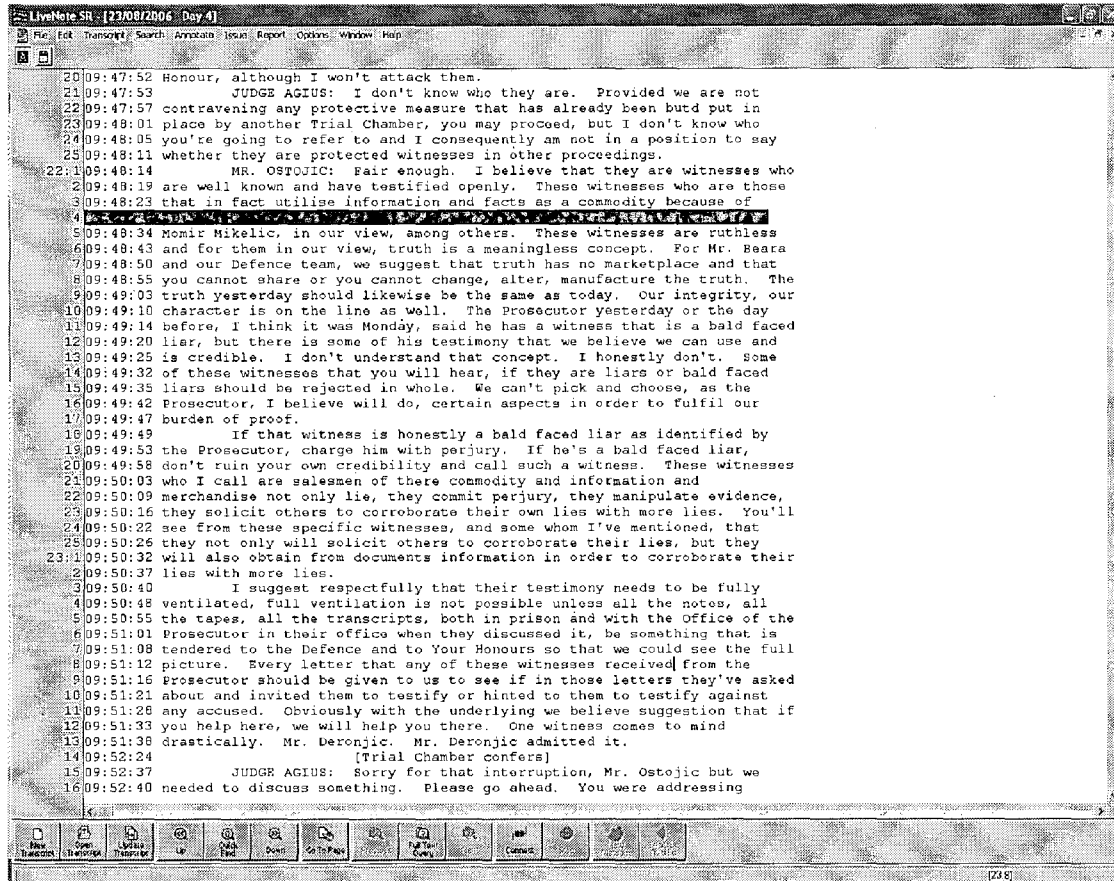 LiveNote SR - [23/08/2006 Day 4]
File Edit Transcript Search Annotate Issue Report Options Window Help
20 09:47:52 Honour, although I won't attack them.
21 09:47:53 JUDGE AGIUS: I don't know who they are. Provided we are not
22 09:47:57 contravening any protective measure that has already been butd put in
23 09:48:01 place by another Trial Chamber, you may proceed, but I don't know who
24 09:48:05 you're going to refer to and I consequently am not in a position to say
25 09:48:11 whether they are protected witnesses in other proceedings.
22:1 09:48:14 MR. OSTOJIC: Fair enough. I believe that they are witnesses who
2 09:48:19 are well known and have testified openly. These witnesses who are those
3 09:48:23 that in fact utilise information and facts as a commodity because of
4
5 09:48:34 Momir Mikelic, in our view, among others. These witnesses are ruthless
6 09:48:43 and for them in our view, truth is a meaningless concept. For Mr. Beara
7 09:48:50 and our Defence team, we suggest that truth has no marketplace and that
8 09:48:55 you cannot share or you cannot change, alter, manufacture the truth. The
9 09:49:03 truth yesterday should likewise be the same as today. Our integrity, our
10 09:49:10 character is on the line as well. The Prosecutor yesterday or the day
11 09:49:14 before, I think it was Monday, said he has a witness that is a bald faced
12 09:49:20 liar, but there is some of his testimony that we believe we can use and
13 09:49:25 is credible. I don't understand that concept. I honestly don't. Some
14 09:49:32 of these witnesses that you will hear, if they are liars or bald faced
15 09:49:35 liars should be rejected in whole. We can't pick and choose, as the
16 09:49:42 Prosecutor, I believe will do, certain aspects in order to fulfil our
17 09:49:47 burden of proof.
18 09:49:49 If that witness is honestly a bald faced liar as identified by
19 09:49:53 the Prosecutor, charge him with perjury. If he's a bald faced liar,
20 09:49:58 don't ruin your own credibility and call such a witness. These witnesses
21 09:50:03 who I call are salesmen of there commodity and information and
22 09:50:09 merchandise not only lie, they commit perjury, they manipulate evidence,
23 09:50:16 they solicit others to corroborate their own lies with more lies. You'll
24 09:50:22 see from these specific witnesses, and some whom I've mentioned, that
25 09:50:26 they not only will solicit others to corroborate their lies, but they
23:1 09:50:32 will also obtain from documents information in order to corroborate their
2 09:50:37 lies with more lies.
3 09:50:40 I suggest respectfully that their testimony needs to be fully
4 09:50:48 ventilated, full ventilation is not possible unless all the notes, all
5 09:50:55 the tapes, all the transcripts, both in prison and with the Office of the
6 09:51:01 Prosecutor in their office when they discussed it, be something that is
7 09:51:08 tendered to the Defence and to Your Honours so that we could see the full
8 09:51:12 picture. Every letter that any of these witnesses received from the
9 09:51:16 Prosecutor should be given to us to see if in those letters they've asked
10 09:51:21 about and invited them to testify or hinted to them to testify against
11 09:51:28 any accused. Obviously with the underlying we believe suggestion that if
12 09:51:33 you help here, we will help you there. One witness comes to mind
13 09:51:38 drastically. Mr. Deronjic. Mr. Deronjic admitted it.
14 09:52:24 [Trial Chamber confers]
15 09:52:37 JUDGE AGIUS: Sorry for that interruption, Mr. Ostojic but we
16 09:52:40 needed to discuss something. Please go ahead. You were addressing
New Transcript Open Transcript Update Transcript Up Quick Find Down Go To Page Full Text Query Connect
[23:8]